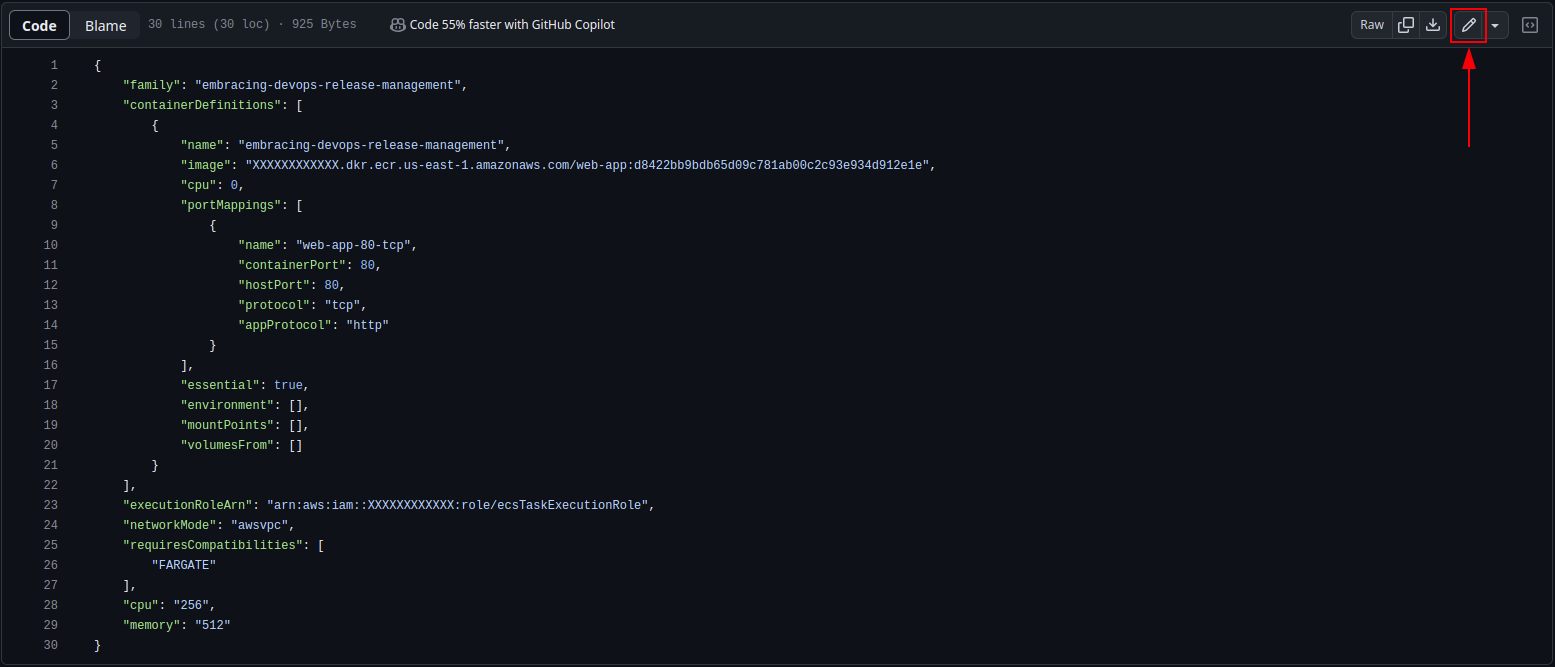 Code Blame 30 lines (30 loc) · 925 Bytes Code 55% faster with GitHub Copilot Raw
1 {
2 "family": "embracing-devops-release-management",
3 "containerDefinitions": [
4 {
5 "name": "embracing-devops-release-management",
6 "image": "XXXXXXXXXXXX.dkr.ecr.us-east-1.amazonaws.com/web-app:d8422bb9bdb65d09c781ab00c2c93e934d912e1e",
7 "cpu": 0,
8 "portMappings": [
9 {
10 "name": "web-app-80-tcp",
11 "containerPort": 80,
12 "hostPort": 80,
13 "protocol": "tcp",
14 "appProtocol": "http"
15 }
16 ],
17 "essential": true,
18 "environment": [],
19 "mountPoints": [],
20 "volumesFrom": []
21 }
22 ],
23 "executionRoleArn": "arn:aws:iam::XXXXXXXXXXXX:role/ecsTaskExecutionRole",
24 "networkMode": "awsvpc",
25 "requiresCompatibilities": [
26 "FARGATE"
27 ],
28 "cpu": "256",
29 "memory": "512"
30 }